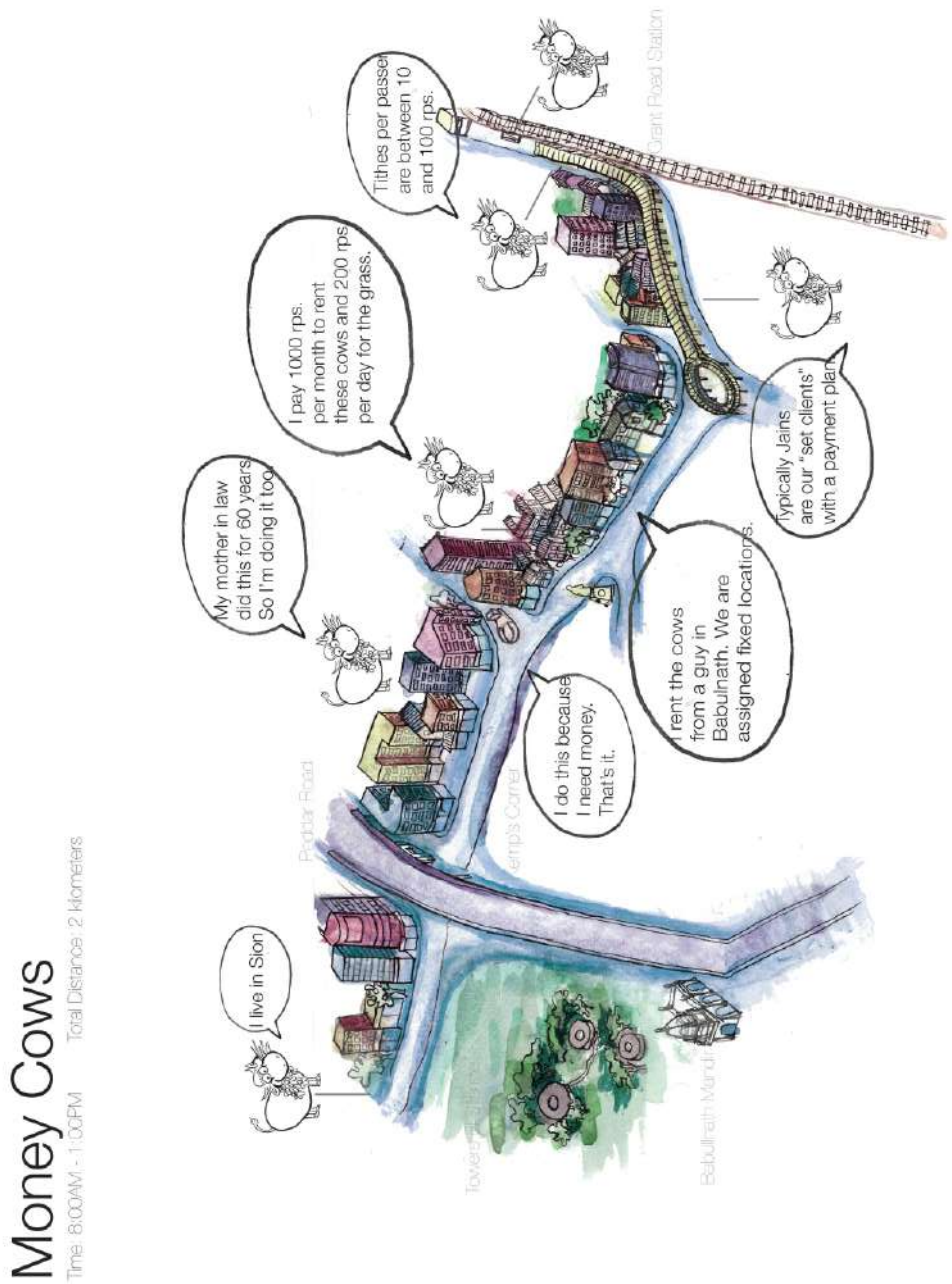 Money Cows
Time: 8:00AM - 1:00PM Total Distance: 2 kilometers
I live in Sion
My mother in law
did this for 60 years
So I'm doing it too.
I pay 1000 rps.
per month to rent
these cows and 200 rps
per day for the grass.
Tithes per passer
are between 10
and 100 rps.
Poddar Road
Grant Road Station
I do this because
I need money.
That's it.
emp's Corner
I rent the cows
from a guy in
Babulnath. We are
assigned fixed locations.
Typically Jains
are our "set clients"
with a payment plan
Towers
Babulnath Mandir